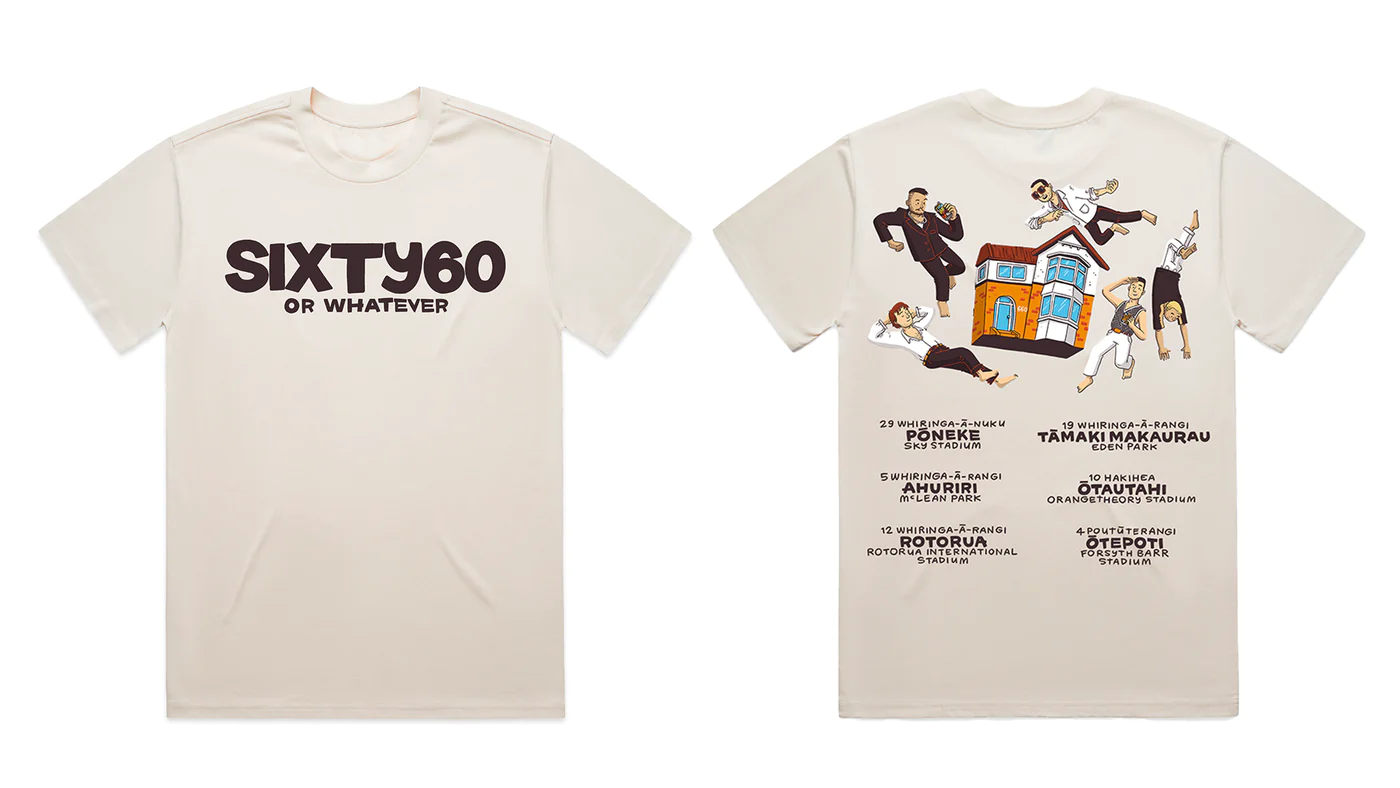 SIXTY60
OR WHATEVER
29 WHIRINGA-Ā-NUKU
PŌNEKE
SKY STADIUM
5 WHIRINGA-Ā-RANGI
AHURIRI
McLEAN PARK
12 WHIRINGA-Ā-RANGI
ROTORUA
ROTORUA INTERNATIONAL
STADIUM
19 WHIRINGA-Ā-RANGI
TĀMAKI MAKAURAU
EDEN PARK
10 HAKIHEA
ŌTAUTAHI
ORANGETHEORY STADIUM
4 POUTŪTERANGI
ŌTEPOTI
FORSYTH BARR
STADIUM